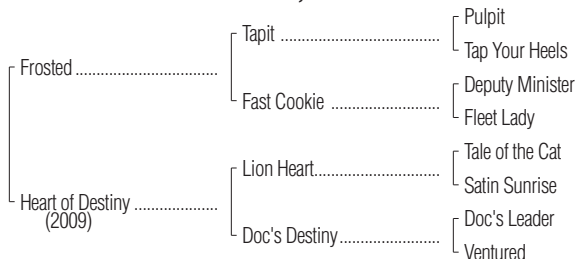 Pulpit
Tapit ................................................
Tap Your Heels
Frosted ...........................................
Deputy Minister
Fast Cookie .................................
Fleet Lady
Tale of the Cat
Lion Heart......................................
Satin Sunrise
Heart of Destiny .........................
(2009)
Doc's Leader
Doc's Destiny..............................
Ventured